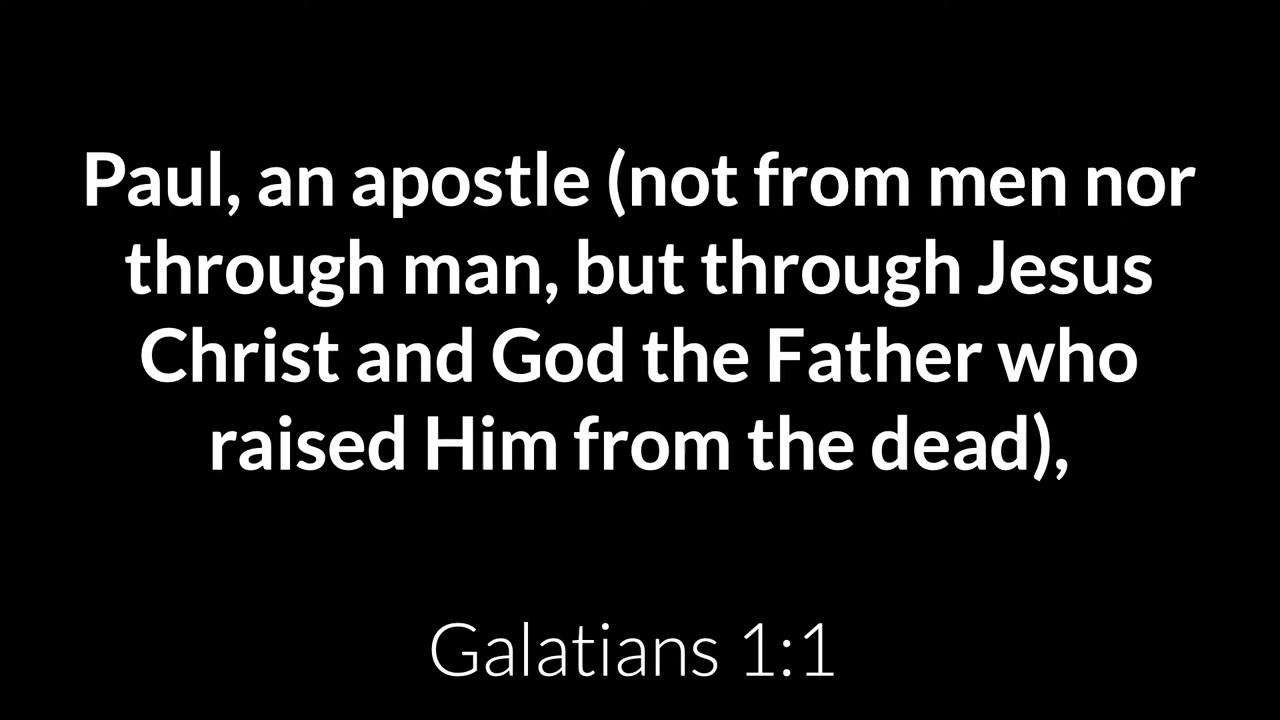 Paul, an apostle (not from men nor
through man, but through Jesus
Christ and God the Father who
raised Him from the dead),
Galatians 1:1